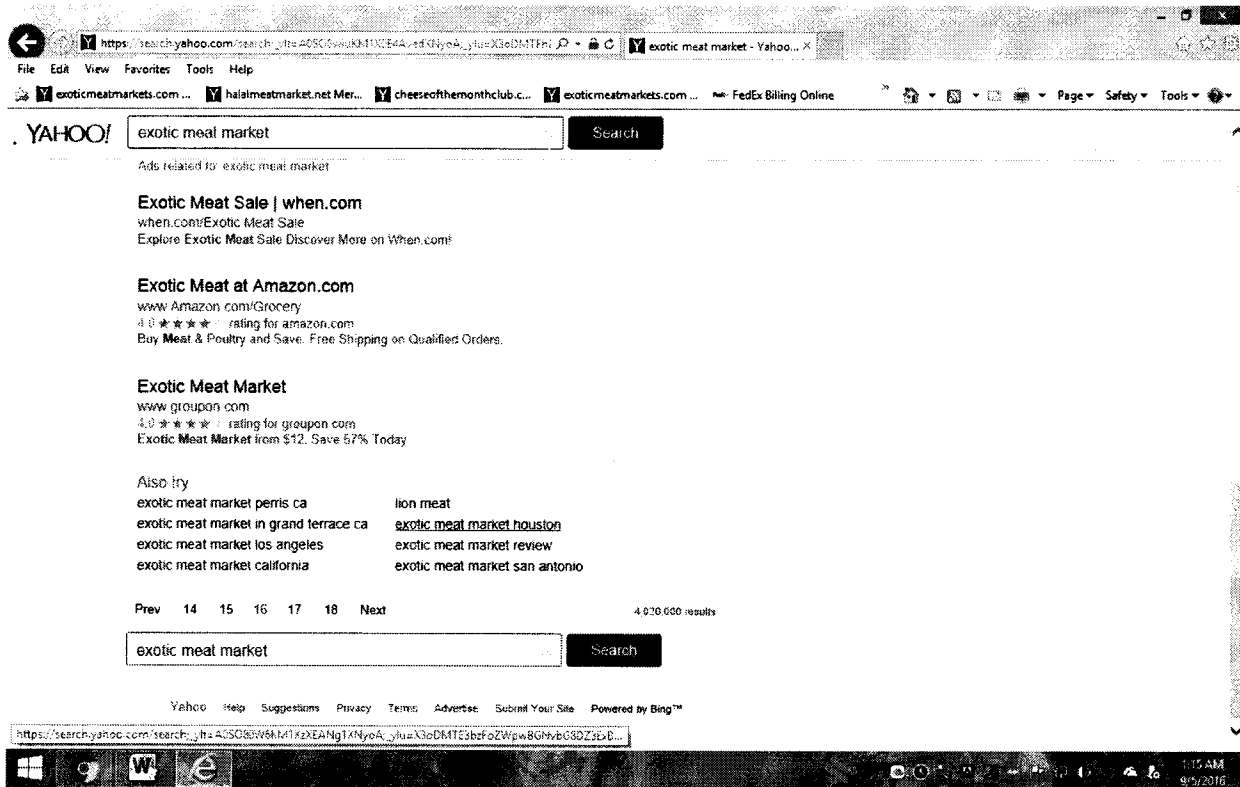 exotic meat market - Yahoo... ×
File Edit View Favorites Tools Help
exoticmeatmarkets.com ... halalmeatmarket.net Mer... cheeseofthemonthclub.c... exoticmeatmarkets.com ... FedEx Billing Online » Page Safety Tools
YAHOO! exotic meat market Search
Ads related to: exotic meat market
Exotic Meat Sale | when.com
when.com/Exotic Meat Sale
Explore Exotic Meat Sale Discover More on When.com!
Exotic Meat at Amazon.com
www.Amazon.com/Grocery
4.0 ★★★★ rating for amazon.com
Buy Meat & Poultry and Save. Free Shipping on Qualified Orders.
Exotic Meat Market
www.groupon.com
4.0 ★★★★ rating for groupon.com
Exotic Meat Market from $12. Save 57% Today
Also try
exotic meat market perris ca lion meat
exotic meat market in grand terrace ca exotic meat market houston
exotic meat market los angeles exotic meat market review
exotic meat market california exotic meat market san antonio
Prev 14 15 16 17 18 Next 4,020,000 results
exotic meat market Search
Yahoo Help Suggestions Privacy Terms Advertise Submit Your Site Powered by Bing™
1:15 AM
9/5/2016